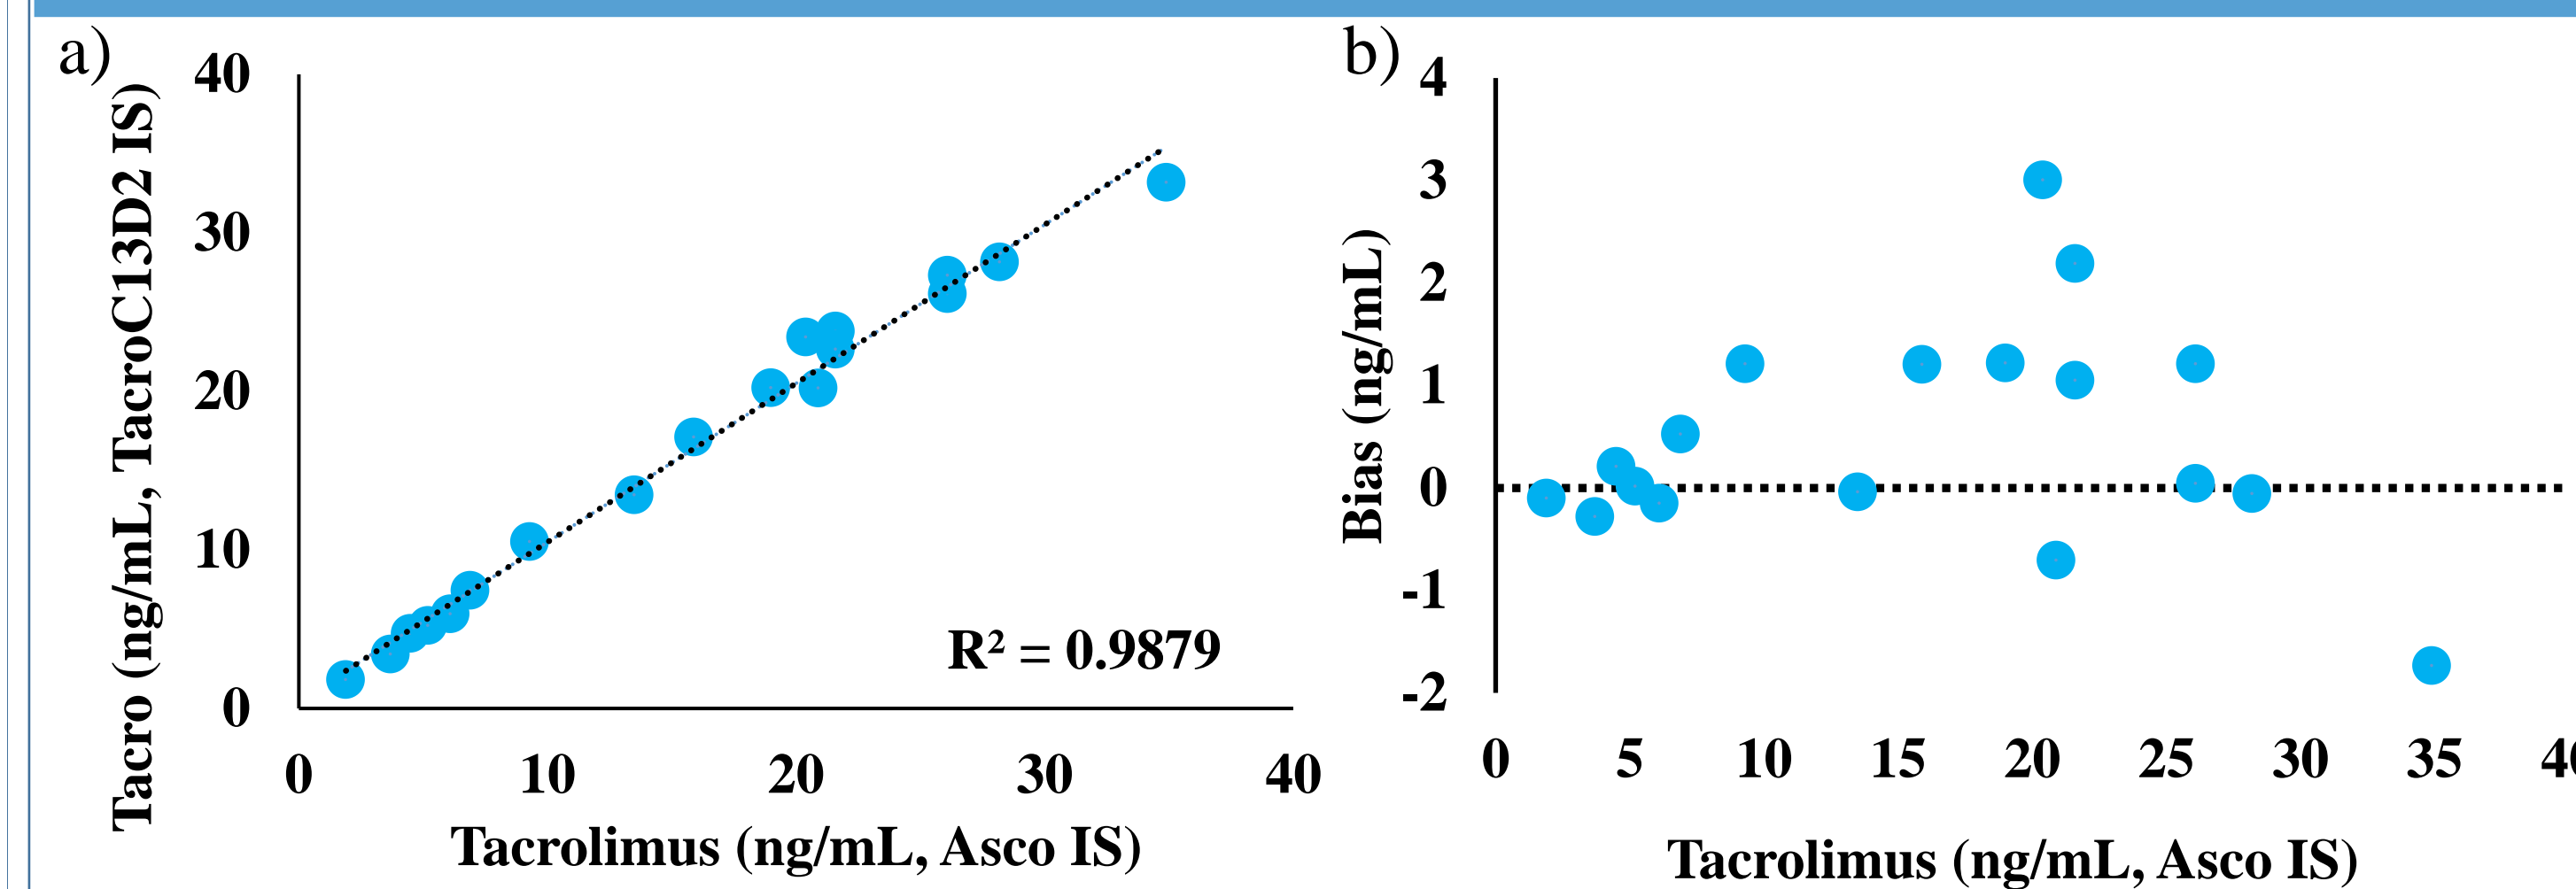 a)
40
30
20
10
0
Tacro (ng/mL, TacroC13D2 IS)
R² = 0.9879
0 10 20 30 40
Tacrolimus (ng/mL, Asco IS)
b)
4
3
2
1
0
-1
-2
Bias (ng/mL)
0 5 10 15 20 25 30 35 40
Tacrolimus (ng/mL, Asco IS)